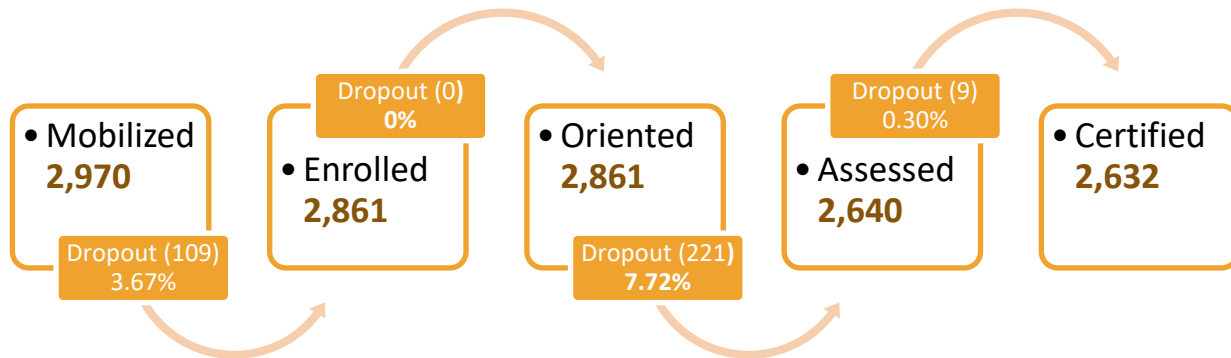 • Mobilized
2,970
Dropout (109)
3.67%
Dropout (0)
0%
• Enrolled
2,861
• Oriented
2,861
Dropout (221)
7.72%
Dropout (9)
0.30%
• Assessed
2,640
• Certified
2,632